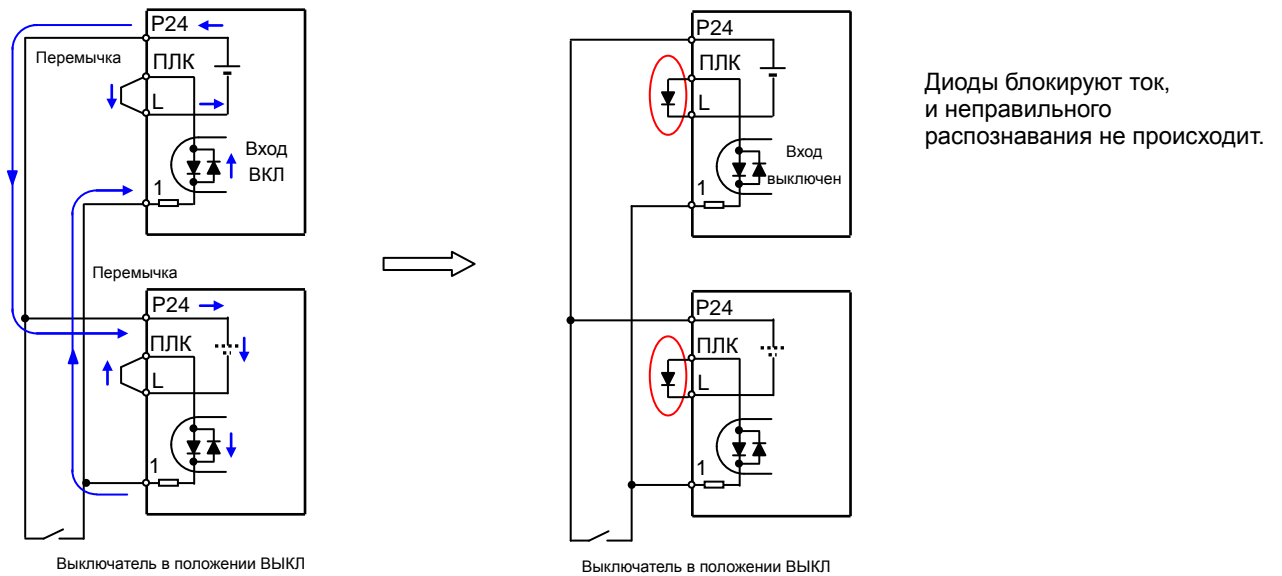 P24
Перемычка
ПЛК
L
Вход
ВКЛ
1
Перемычка
P24
ПЛК
L
1
Выключатель в положении ВЫКЛ
P24
ПЛК
L
Вход
выключен
1
P24
ПЛК
L
1
Выключатель в положении ВЫКЛ
Диоды блокируют ток,
и неправильного
распознавания не происходит.